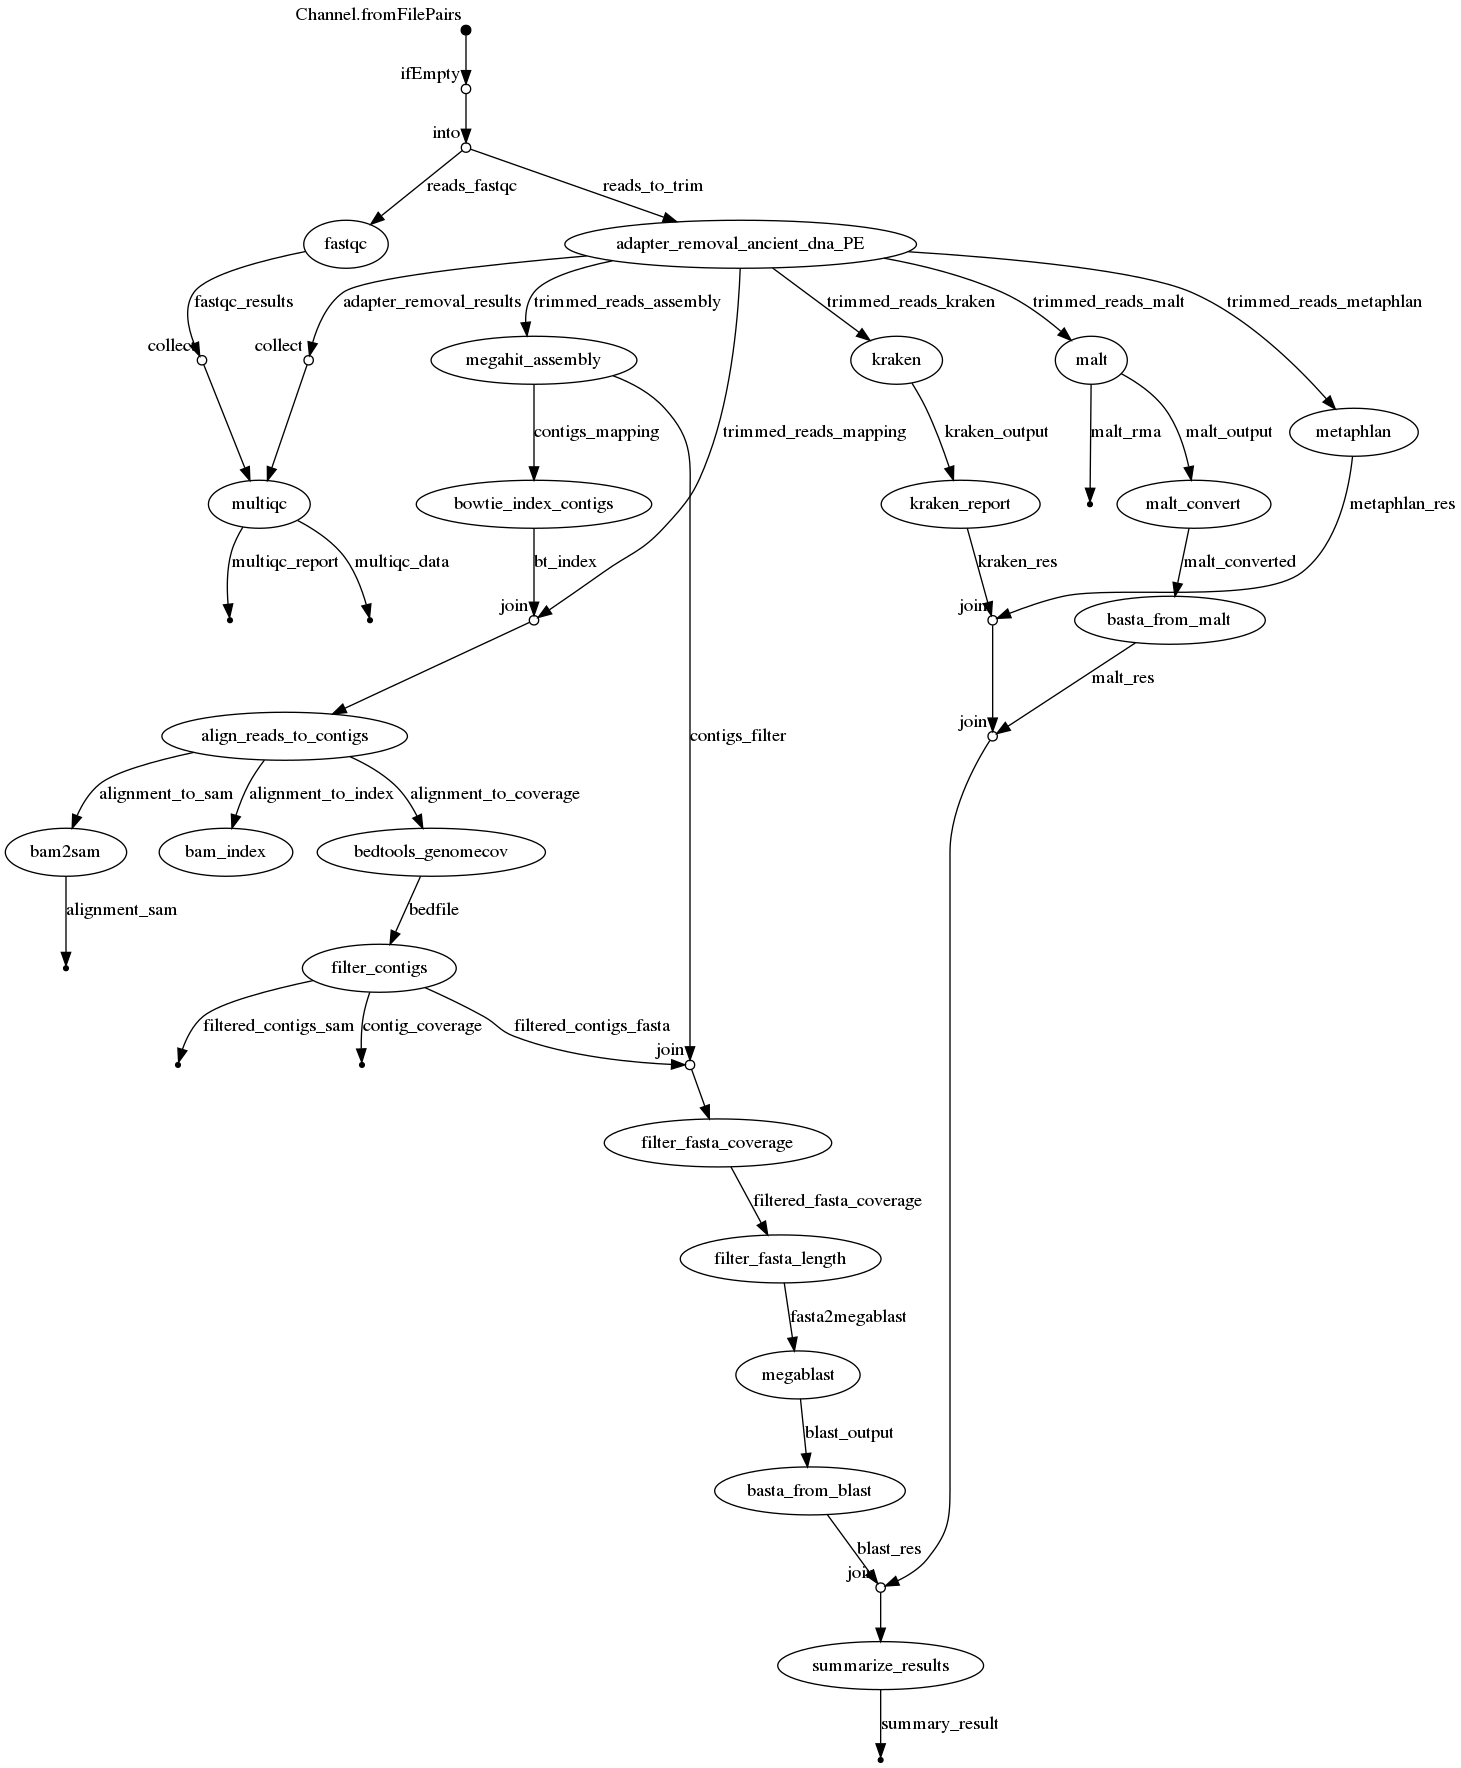 Channel.fromFilePairs
ifEmpty
into
reads_fastqc
reads_to_trim
fastqc
adapter_removal_ancient_dna_PE
fastqc_results
adapter_removal_results
trimmed_reads_assembly
trimmed_reads_kraken
trimmed_reads_malt
trimmed_reads_metaphlan
collect
collect
megahit_assembly
kraken
malt
contigs_mapping
trimmed_reads_mapping
kraken_output
malt_rma
malt_output
metaphlan
multiqc
bowtie_index_contigs
kraken_report
malt_convert
metaphlan_res
multiqc_report
multiqc_data
bt_index
kraken_res
malt_converted
join
join
basta_from_malt
malt_res
join
align_reads_to_contigs
contigs_filter
alignment_to_sam
alignment_to_index
alignment_to_coverage
bam2sam
bam_index
bedtools_genomecov
alignment_sam
bedfile
filter_contigs
filtered_contigs_sam
contig_coverage
filtered_contigs_fasta
join
filter_fasta_coverage
filtered_fasta_coverage
filter_fasta_length
fasta2megablast
megablast
blast_output
basta_from_blast
blast_res
join
summarize_results
summary_result